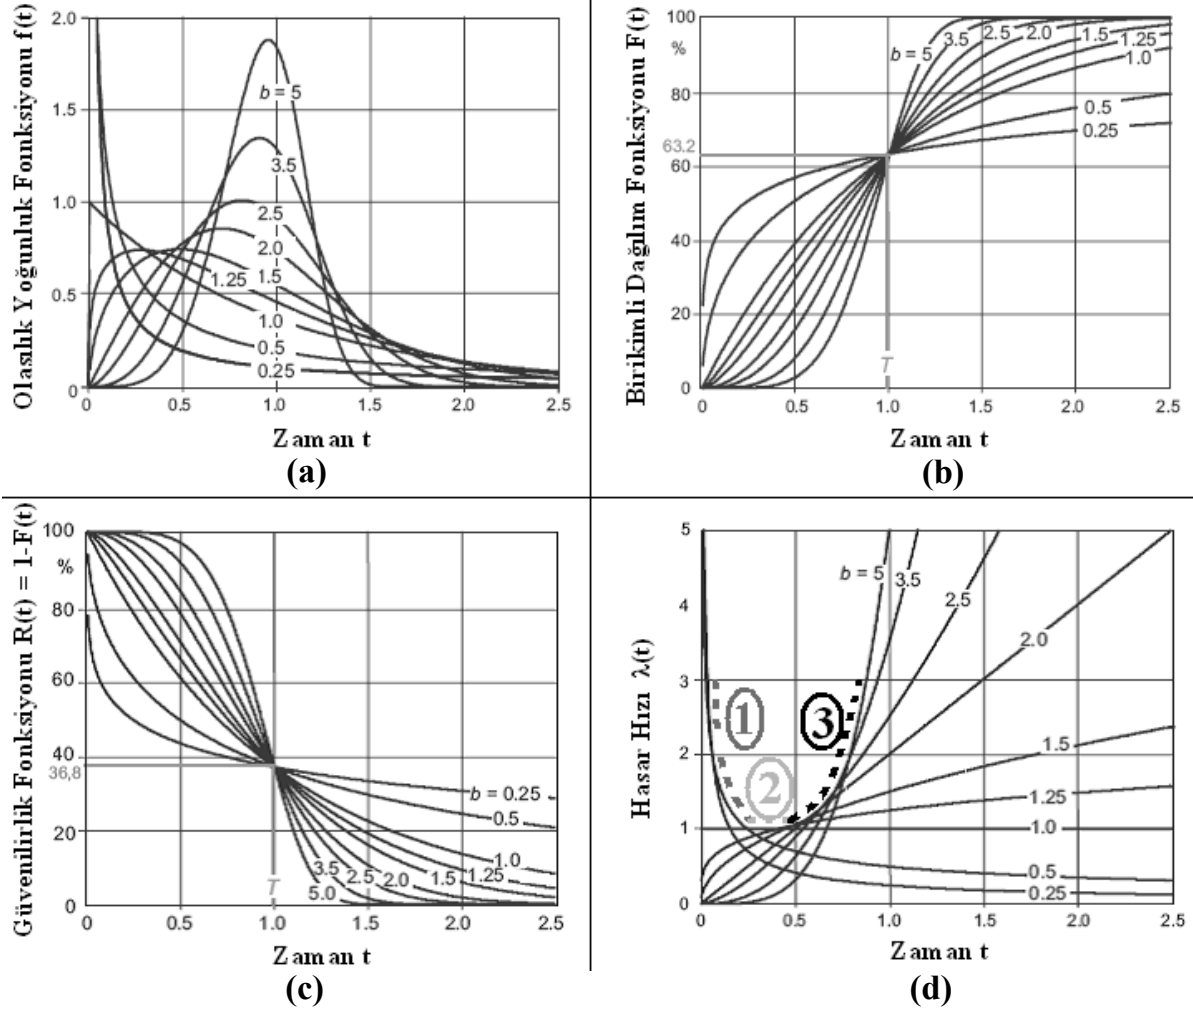 Olasılık Yoğunluk Fonksiyonu f(t)
2.0
1.5
1.0
0.5
0
b = 5
3.5
2.5
2.0
1.5
1.25
1.0
0.5
0.25
0 0.5 1.0 1.5 2.0 2.5
Zaman t
(a)
Birikimli Dağılım Fonksiyonu F(t)
100
%
80
63.2
60
40
20
0
b = 5 3.5 2.5 2.0 1.5 1.25
1.0
0.5
0.25
T
0 0.5 1.0 1.5 2.0 2.5
Zaman t
(b)
Güvenilirlik Fonksiyonu R(t) = 1-F(t)
100
%
80
60
40
36,8
20
0
b = 0.25
0.5
1.0
3.5 2.5 2.0 1.5 1.25
5.0
T
0 0.5 1.0 1.5 2.0 2.5
Zaman t
(c)
Hasar Hızı λ(t)
5
4
3
2
1
0
b = 5 3.5
2.5
2.0
1 3
2
1.5
1.25
1.0
0.5
0.25
0 0.5 1.0 1.5 2.0 2.5
Zaman t
(d)